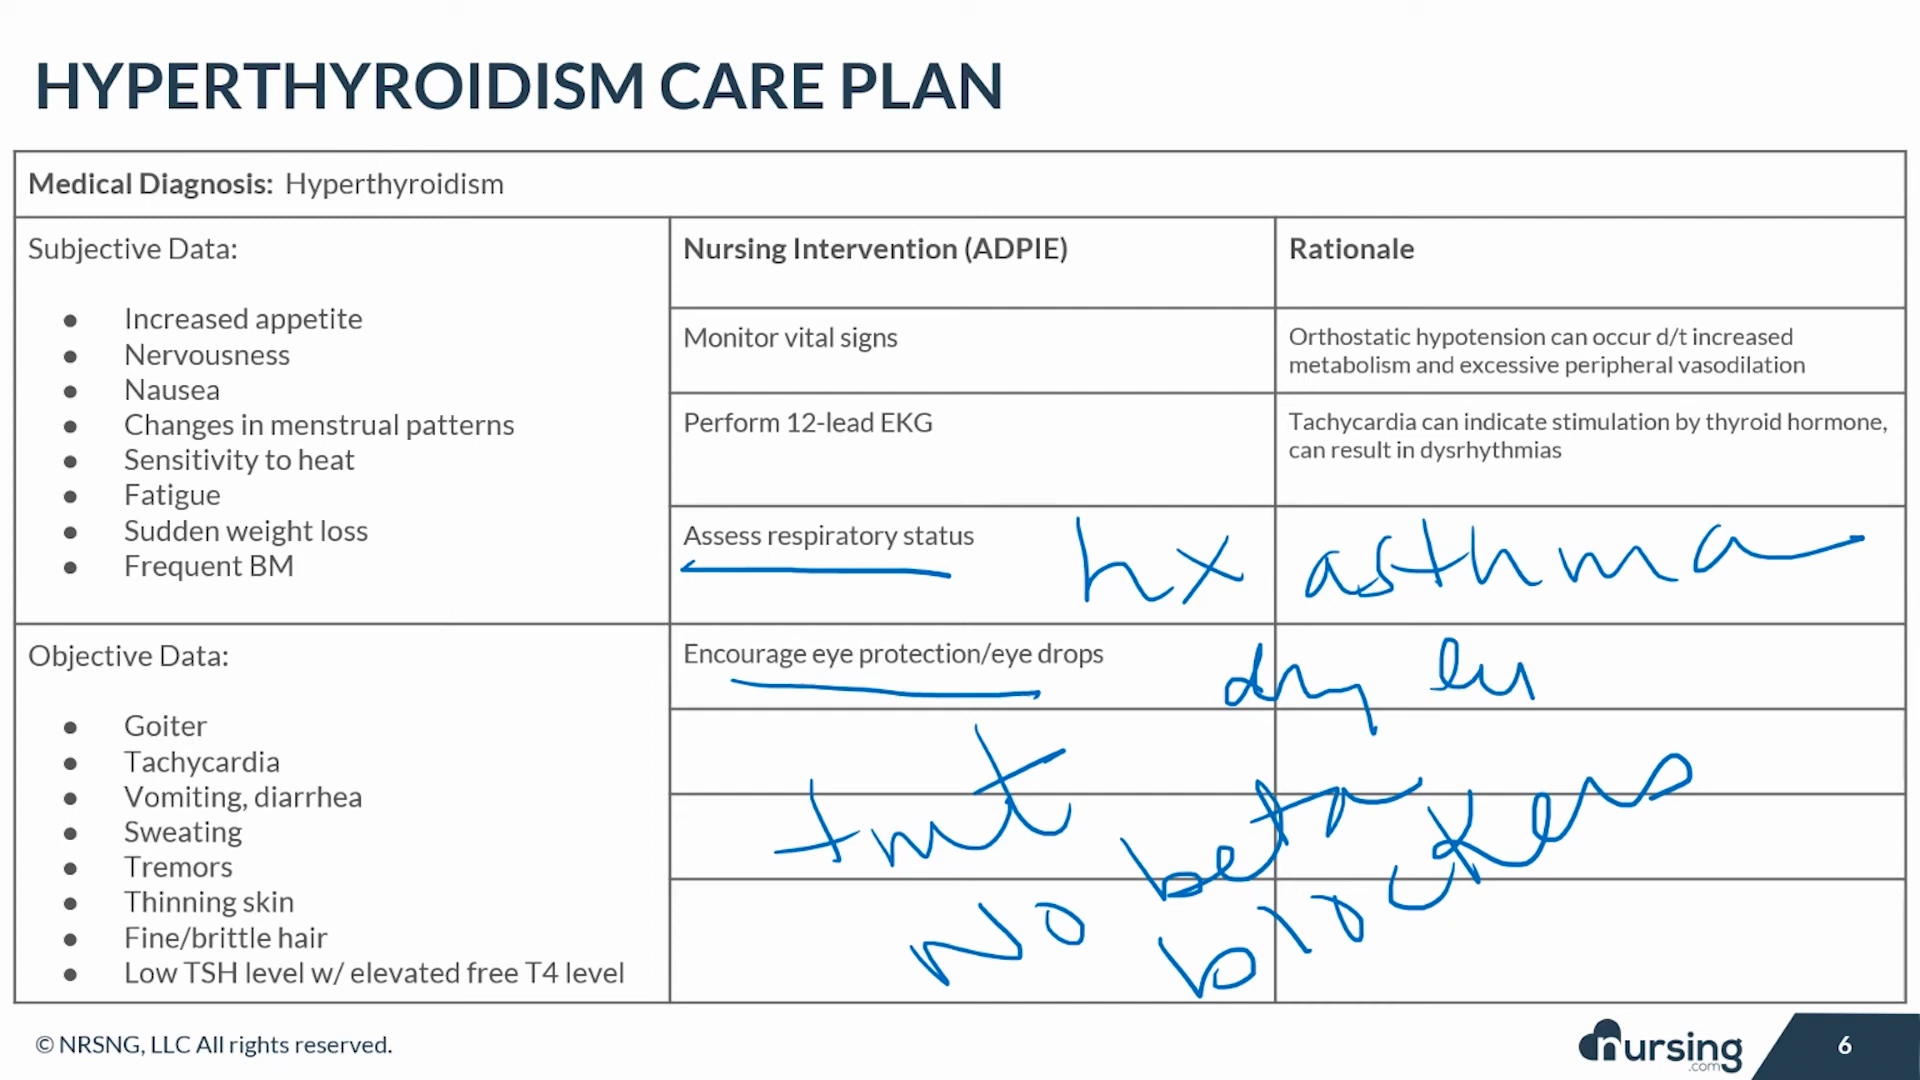 HYPERTHYROIDISM CARE PLAN
Medical Diagnosis: Hyperthyroidism
Subjective Data:
● Increased appetite
● Nervousness
● Nausea
● Changes in menstrual patterns
● Sensitivity to heat
● Fatigue
● Sudden weight loss
● Frequent BM
Objective Data:
● Goiter
● Tachycardia
● Vomiting, diarrhea
● Sweating
● Tremors
● Thinning skin
● Fine/brittle hair
● Low TSH level w/ elevated free T4 level
Nursing Intervention (ADPIE)
Rationale
Monitor vital signs
Orthostatic hypotension can occur d/t increased
metabolism and excessive peripheral vasodilation
Perform 12-lead EKG
Tachycardia can indicate stimulation by thyroid hormone,
can result in dysrhythmias
Assess respiratory status
hx asthma
Encourage eye protection/eye drops
dry
tmt
No beta
blockers
© NRSNG, LLC All rights reserved.
nursing
.com
6